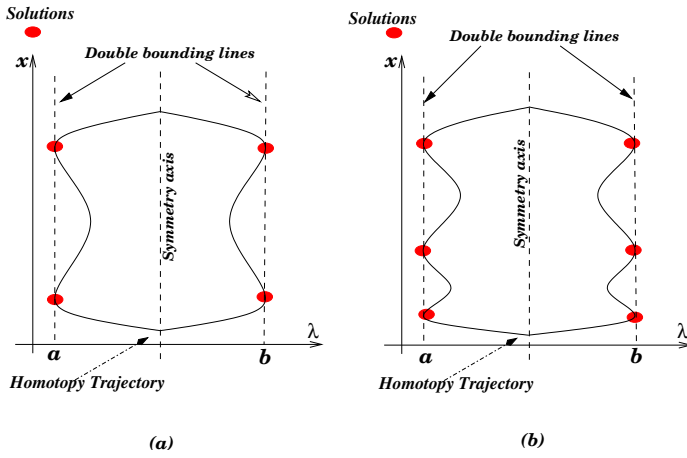 Solutions
Double bounding lines
x
Symmetry axis
λ
a
b
Homotopy Trajectory
(a)
Solutions
Double bounding lines
x
Symmetry axis
λ
a
b
Homotopy Trajectory
(b)